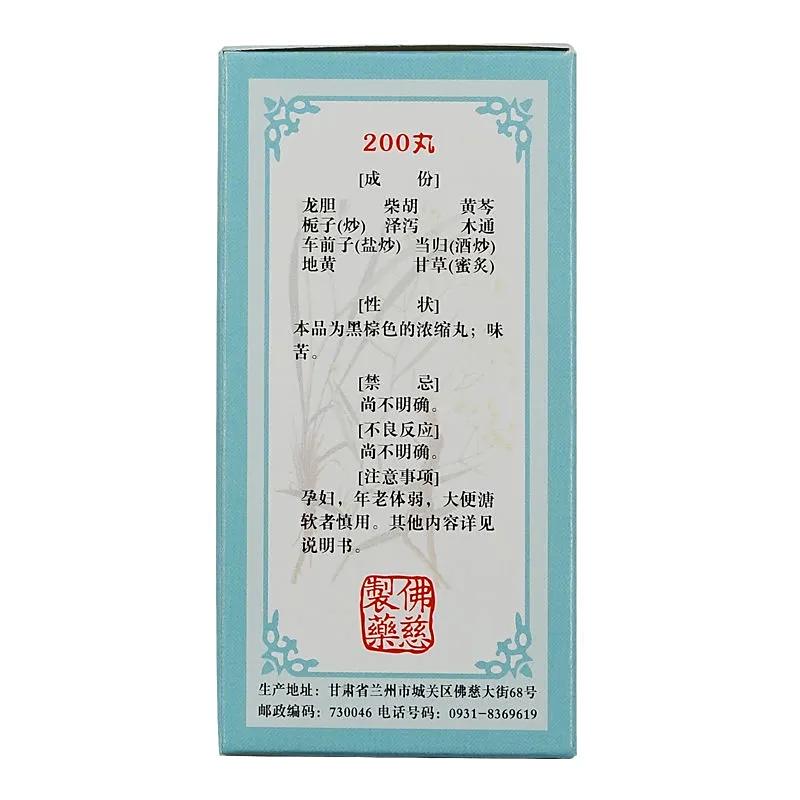 200丸
[成 份]
龙胆 柴胡 黄芩
栀子(炒) 泽泻 木通
车前子(盐炒) 当归(酒炒)
地黄 甘草(蜜炙)
[性 状]
本品为黑棕色的浓缩丸；味
苦。
[禁 忌]
尚不明确。
[不良反应]
尚不明确。
[注意事项]
孕妇，年老体弱，大便溏
软者慎用。其他内容详见
说明书。
佛慈
製藥
生产地址：甘肃省兰州市城关区佛慈大街68号
邮政编码：730046 电话号码：0931-8369619